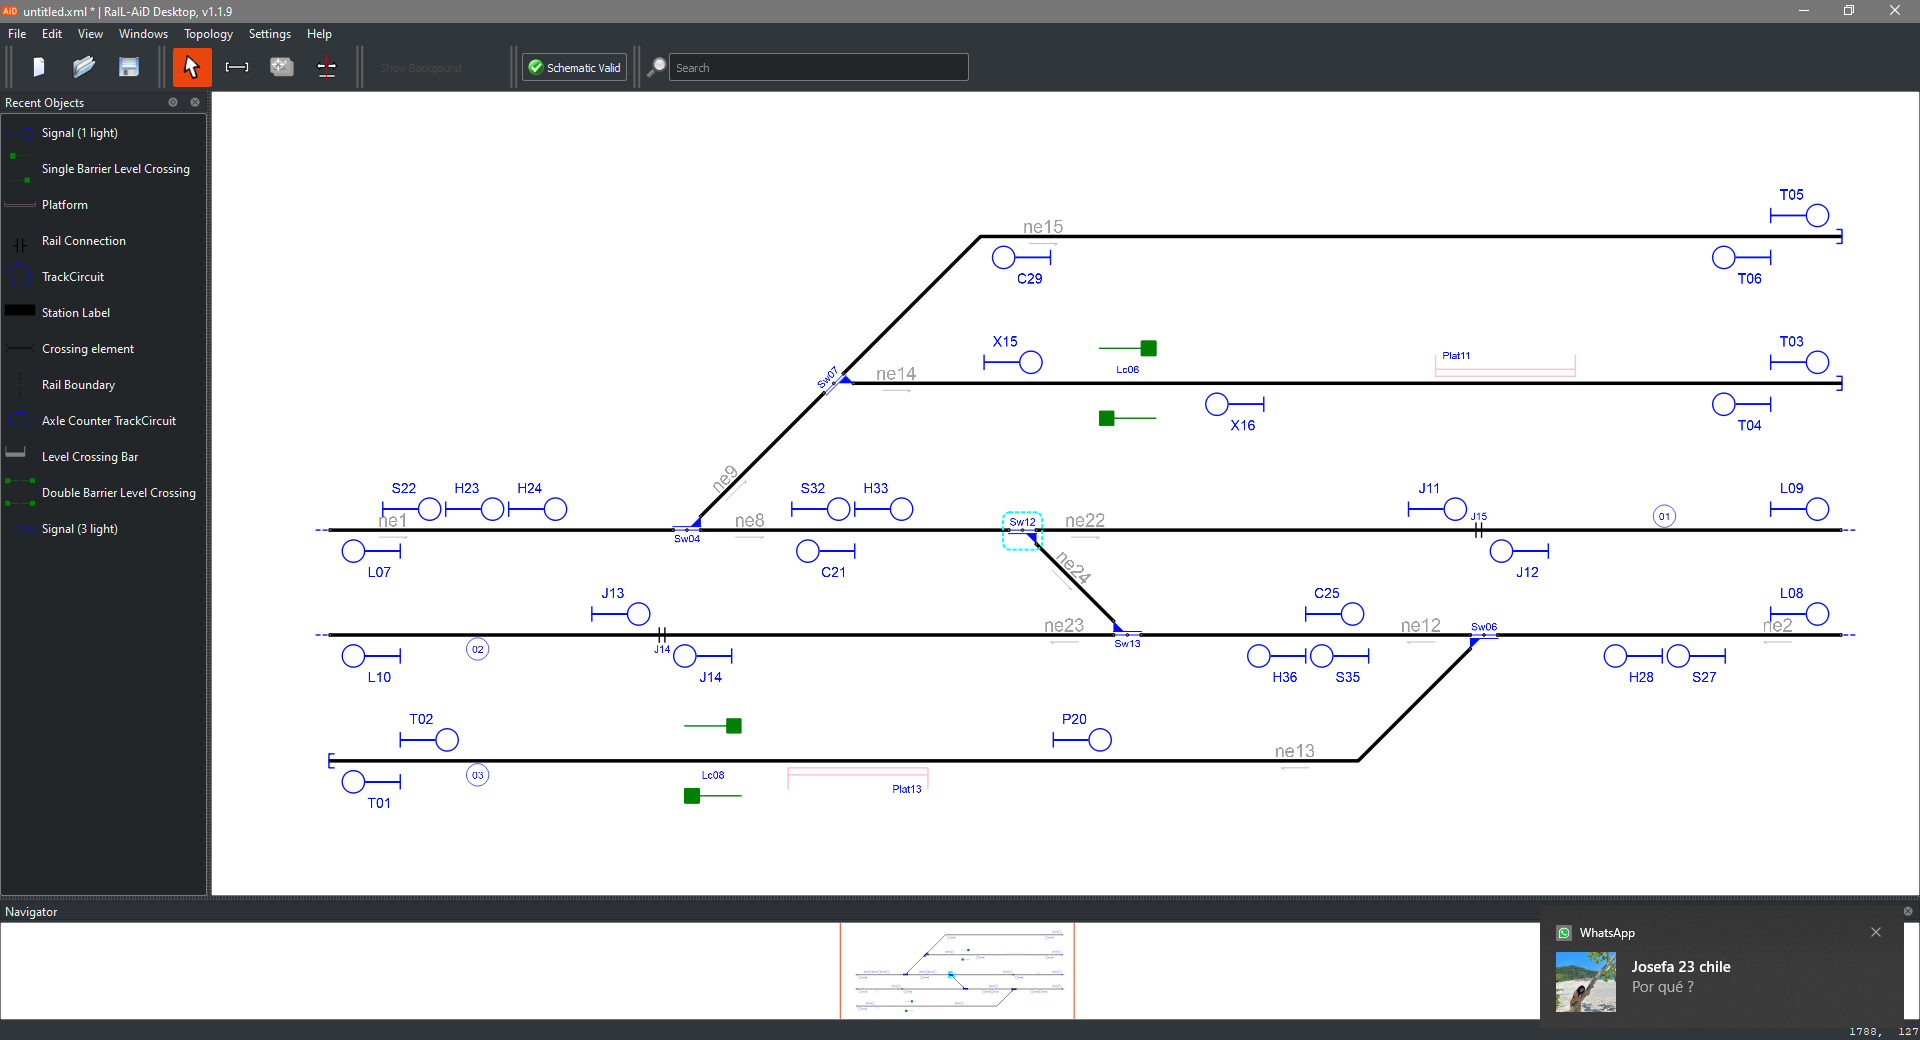 AiD untitled.xml * | RaIL-AiD Desktop, v1.1.9
File Edit View Windows Topology Settings Help
Show Backgound
Schematic Valid
Search
Recent Objects
Signal (1 light)
Single Barrier Level Crossing
Platform
Rail Connection
TrackCircuit
Station Label
Crossing element
Rail Boundary
Axle Counter TrackCircuit
Level Crossing Bar
Double Barrier Level Crossing
Signal (3 light)
T05
ne15
C29 T06
X15 Lc06 Plat11 T03
Sw07 ne14
X16 T04
ne9
S22 H23 H24 S32 H33 J11 L09
ne1 ne8 Sw12 ne22 J15 01
Sw04
L07 C21 ne24 J12
J13 C25 L08
ne23 ne12 Sw06 ne2
02 J14 Sw13
L10 J14 H36 S35 H28 S27
T02 P20
ne13
03 Lc08
Plat13
T01
Navigator
WhatsApp
Josefa 23 chile
Por qué ?
1788, 127